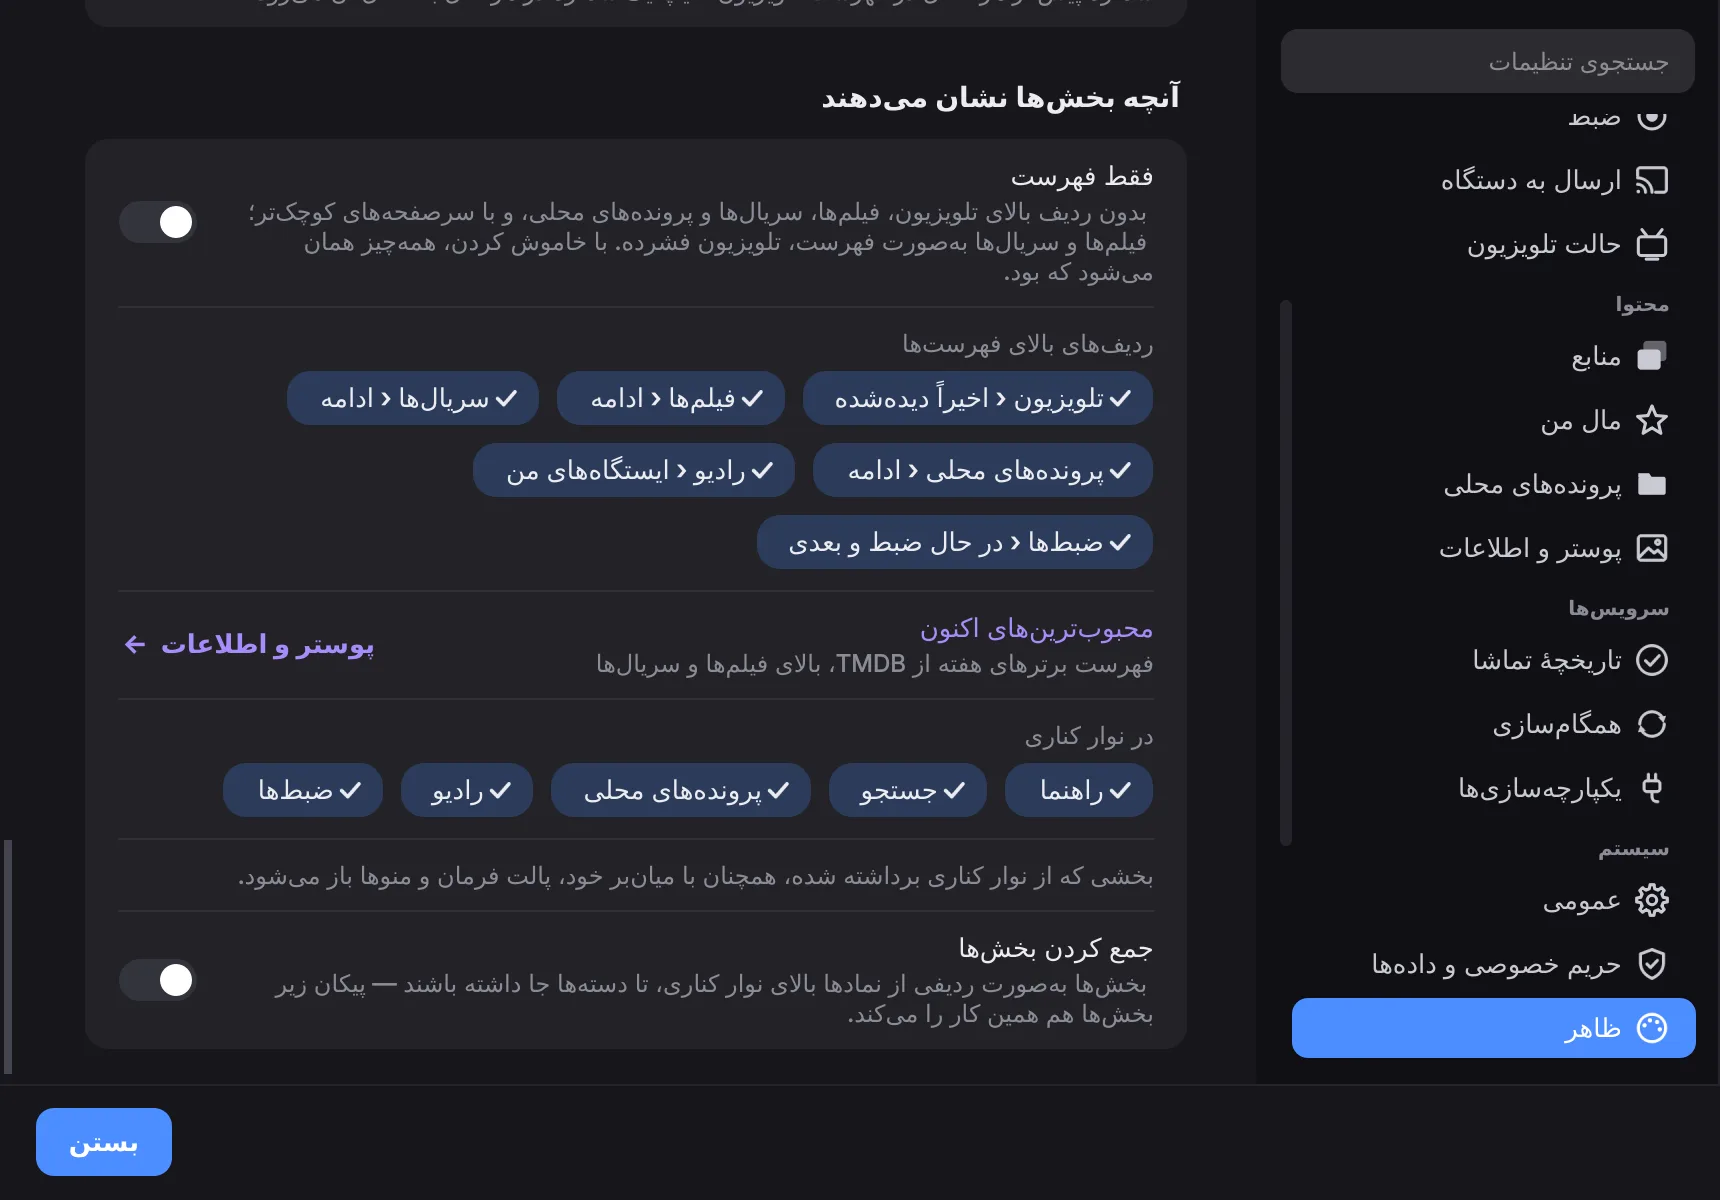 جستجوی تنظیمات
ضبط
ارسال به دستگاه
حالت تلویزیون
محتوا
منابع
مال من
پرونده‌های محلی
پوستر و اطلاعات
سرویس‌ها
تاریخچهٔ تماشا
همگام‌سازی
یکپارچه‌سازی‌ها
سیستم
عمومی
حریم خصوصی و داده‌ها
ظاهر
آنچه بخش‌ها نشان می‌دهند
فقط فهرست
بدون ردیف بالای تلویزیون، فیلم‌ها، سریال‌ها و پرونده‌های محلی، و با سرصفحه‌های کوچک‌تر؛
فیلم‌ها و سریال‌ها به‌صورت فهرست، تلویزیون فشرده. با خاموش کردن، همه‌چیز همان
می‌شود که بود.
ردیف‌های بالای فهرست‌ها
تلویزیون › اخیراً دیده‌شده
فیلم‌ها › ادامه
سریال‌ها › ادامه
پرونده‌های محلی › ادامه
رادیو › ایستگاه‌های من
ضبط‌ها › در حال ضبط و بعدی
محبوب‌ترین‌های اکنون
فهرست برترهای هفته از TMDB، بالای فیلم‌ها و سریال‌ها
پوستر و اطلاعات ←
در نوار کناری
راهنما
جستجو
پرونده‌های محلی
رادیو
ضبط‌ها
بخشی که از نوار کناری برداشته شده، همچنان با میان‌بر خود، پالت فرمان و منوها باز می‌شود.
جمع کردن بخش‌ها
بخش‌ها به‌صورت ردیفی از نمادها بالای نوار کناری، تا دسته‌ها جا داشته باشند — پیکان زیر
بخش‌ها هم همین کار را می‌کند.
بستن